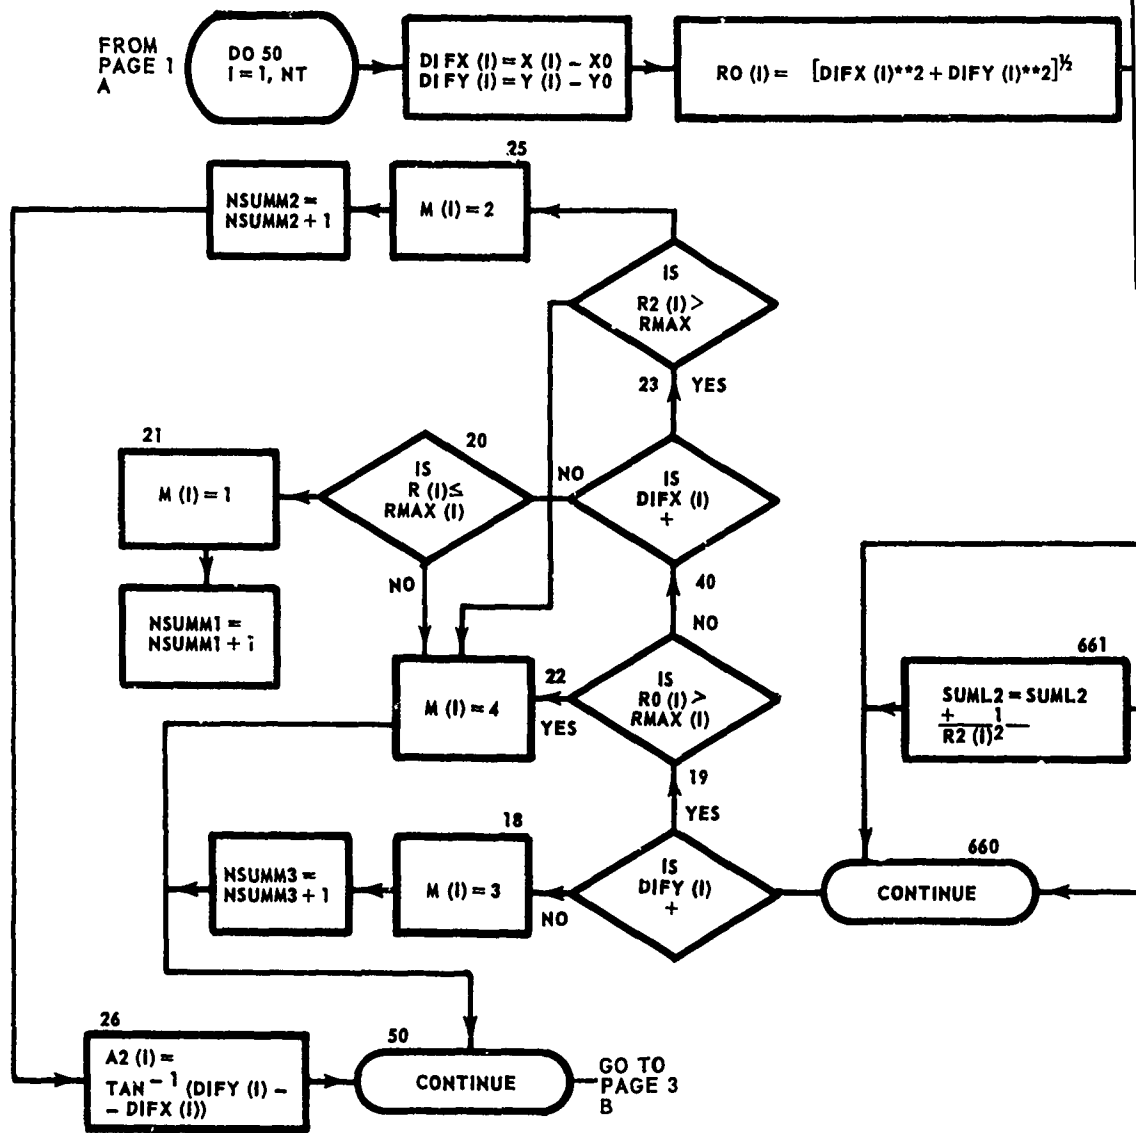 FROM
PAGE 1
A
DO 50
I = 1, NT
DIFX (I) = X (I) - X0
DIFY (I) = Y (I) - Y0
RO (I) = [DIFX (I)**2 + DIFY (I)**2]½
25
NSUMM2 =
NSUMM2 + 1
M (I) = 2
IS
R2 (I) >
RMAX
23 YES
21
M (I) = 1
20
IS
R (I) ≤
RMAX (I)
NO
IS
DIFX (I)
+
NO
40
NO
NSUMM1 =
NSUMM1 + 1
M (I) = 4
22
YES
IS
R0 (I) >
RMAX (I)
661
SUML2 = SUML2
+ 1
R2 (I)2
19
YES
18
NSUMM3 =
NSUMM3 + 1
M (I) = 3
NO
IS
DIFY (I)
+
660
CONTINUE
26
A2 (I) =
TAN-1 (DIFY (I) -
- DIFX (I))
50
CONTINUE
GO TO
PAGE 3
B